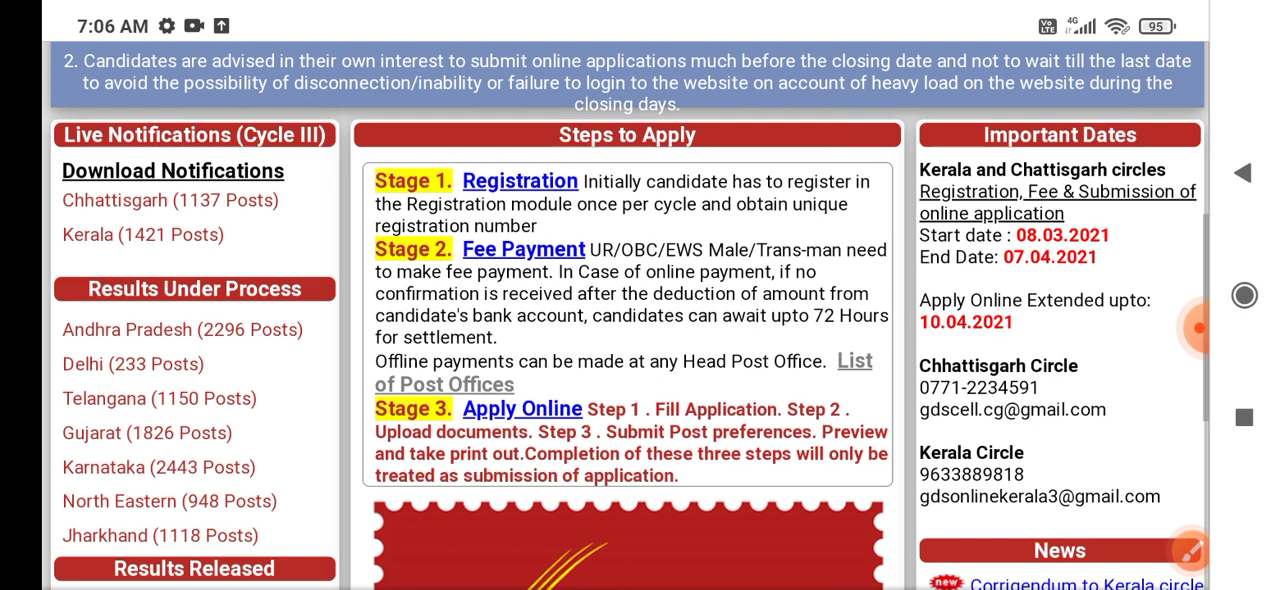 7:06 AM
Vo LTE 4G 95
2. Candidates are advised in their own interest to submit online applications much before the closing date and not to wait till the last date
to avoid the possibility of disconnection/inability or failure to login to the website on account of heavy load on the website during the
closing days.
Live Notifications (Cycle III)
Download Notifications
Chhattisgarh (1137 Posts)
Kerala (1421 Posts)
Results Under Process
Andhra Pradesh (2296 Posts)
Delhi (233 Posts)
Telangana (1150 Posts)
Gujarat (1826 Posts)
Karnataka (2443 Posts)
North Eastern (948 Posts)
Jharkhand (1118 Posts)
Results Released
Steps to Apply
Stage 1. Registration Initially candidate has to register in
the Registration module once per cycle and obtain unique
registration number
Stage 2. Fee Payment UR/OBC/EWS Male/Trans-man need
to make fee payment. In Case of online payment, if no
confirmation is received after the deduction of amount from
candidate's bank account, candidates can await upto 72 Hours
for settlement.
Offline payments can be made at any Head Post Office. List
of Post Offices
Stage 3. Apply Online Step 1 . Fill Application. Step 2 .
Upload documents. Step 3 . Submit Post preferences. Preview
and take print out.Completion of these three steps will only be
treated as submission of application.
Important Dates
Kerala and Chattisgarh circles
Registration, Fee & Submission of
online application
Start date : 08.03.2021
End Date: 07.04.2021
Apply Online Extended upto:
10.04.2021
Chhattisgarh Circle
0771-2234591
gdscell.cg@gmail.com
Kerala Circle
9633889818
gdsonlinekerala3@gmail.com
News
new Corrigendum to Kerala circle